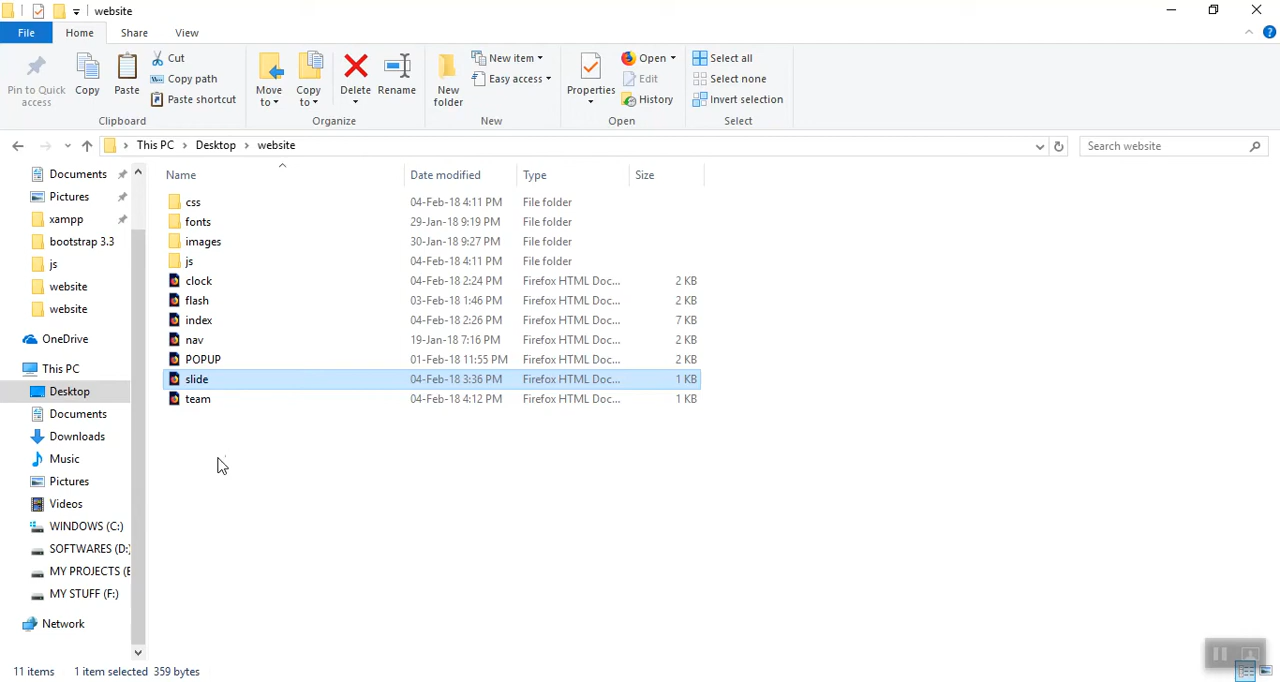 website
File Home Share View
Pin to Quick access
Copy
Paste
Cut
Copy path
Paste shortcut
Clipboard
Move to
Copy to
Delete
Rename
Organize
New folder
New item
Easy access
New
Properties
Open
Edit
History
Open
Select all
Select none
Invert selection
Select
This PC Desktop website
Search website
Documents
Pictures
xampp
bootstrap 3.3
js
website
website
OneDrive
This PC
Desktop
Documents
Downloads
Music
Pictures
Videos
WINDOWS (C:)
SOFTWARES (D:)
MY PROJECTS (E
MY STUFF (F:)
Network
Name Date modified Type Size
css 04-Feb-18 4:11 PM File folder
fonts 29-Jan-18 9:19 PM File folder
images 30-Jan-18 9:27 PM File folder
js 04-Feb-18 4:11 PM File folder
clock 04-Feb-18 2:24 PM Firefox HTML Doc... 2 KB
flash 03-Feb-18 1:46 PM Firefox HTML Doc... 2 KB
index 04-Feb-18 2:26 PM Firefox HTML Doc... 7 KB
nav 19-Jan-18 7:16 PM Firefox HTML Doc... 2 KB
POPUP 01-Feb-18 11:55 PM Firefox HTML Doc... 2 KB
slide 04-Feb-18 3:36 PM Firefox HTML Doc... 1 KB
team 04-Feb-18 4:12 PM Firefox HTML Doc... 1 KB
11 items 1 item selected 359 bytes